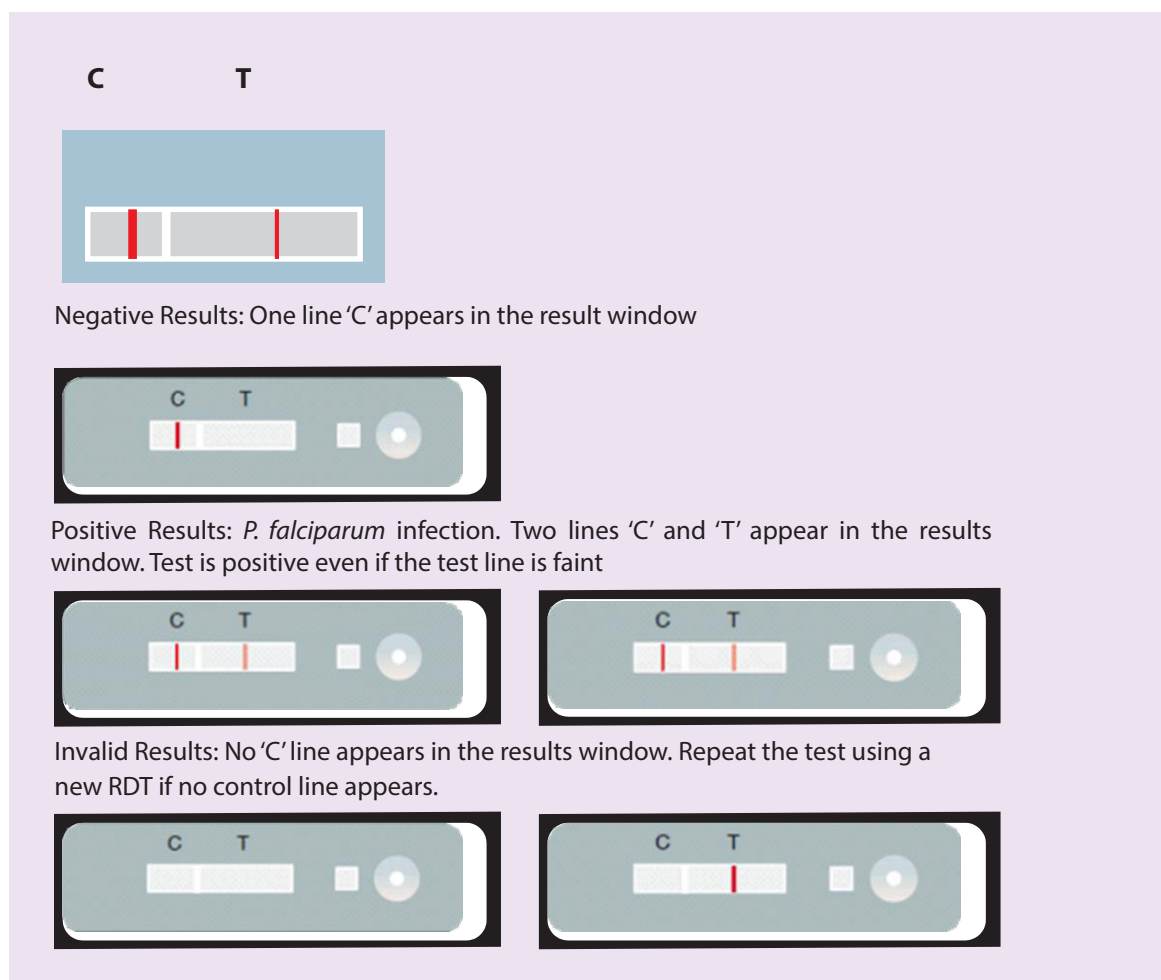 C T
Negative Results: One line ‘C’ appears in the result window
C T
Positive Results: P. falciparum infection. Two lines ‘C’ and ‘T’ appear in the results
window. Test is positive even if the test line is faint
C T C T
Invalid Results: No ‘C’ line appears in the results window. Repeat the test using a
new RDT if no control line appears.
C T C T